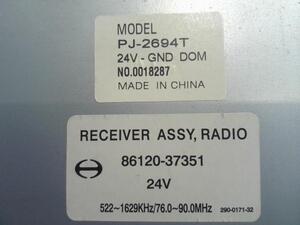 MODEL
PJ-2694T
24V - GND DOM
NO.0018287
MADE IN CHINA
RECEIVER ASSY, RADIO
86120-37351
24V
522~1629KHz/76.0~90.0MHz
290-0171-32